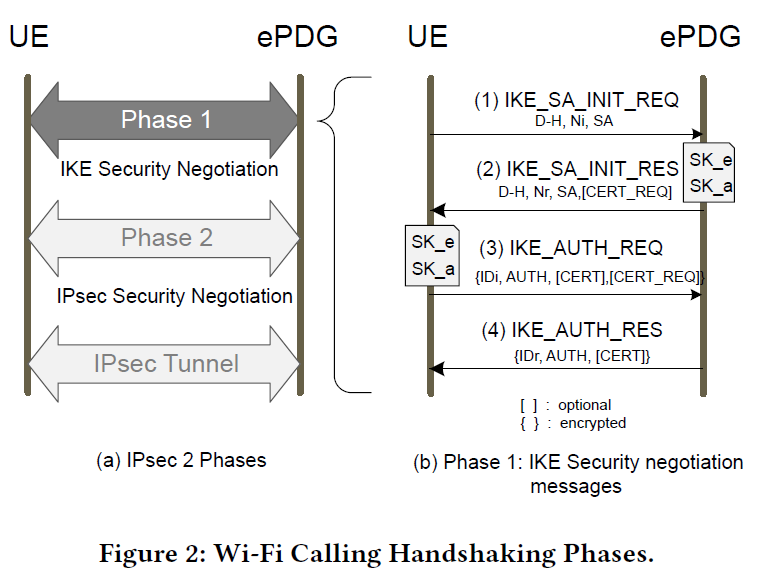 UE
ePDG
Phase 1
IKE Security Negotiation
Phase 2
IPsec Security Negotiation
IPsec Tunnel
(a) IPsec 2 Phases
UE
ePDG
(1) IKE_SA_INIT_REQ
D-H, Ni, SA
SK_e
SK_a
(2) IKE_SA_INIT_RES
D-H, Nr, SA,[CERT_REQ]
SK_e
SK_a
(3) IKE_AUTH_REQ
{IDi, AUTH, [CERT],[CERT_REQ]}
(4) IKE_AUTH_RES
{IDr, AUTH, [CERT]}
[ ] : optional
{ } : encrypted
(b) Phase 1: IKE Security negotiation
messages
Figure 2: Wi-Fi Calling Handshaking Phases.